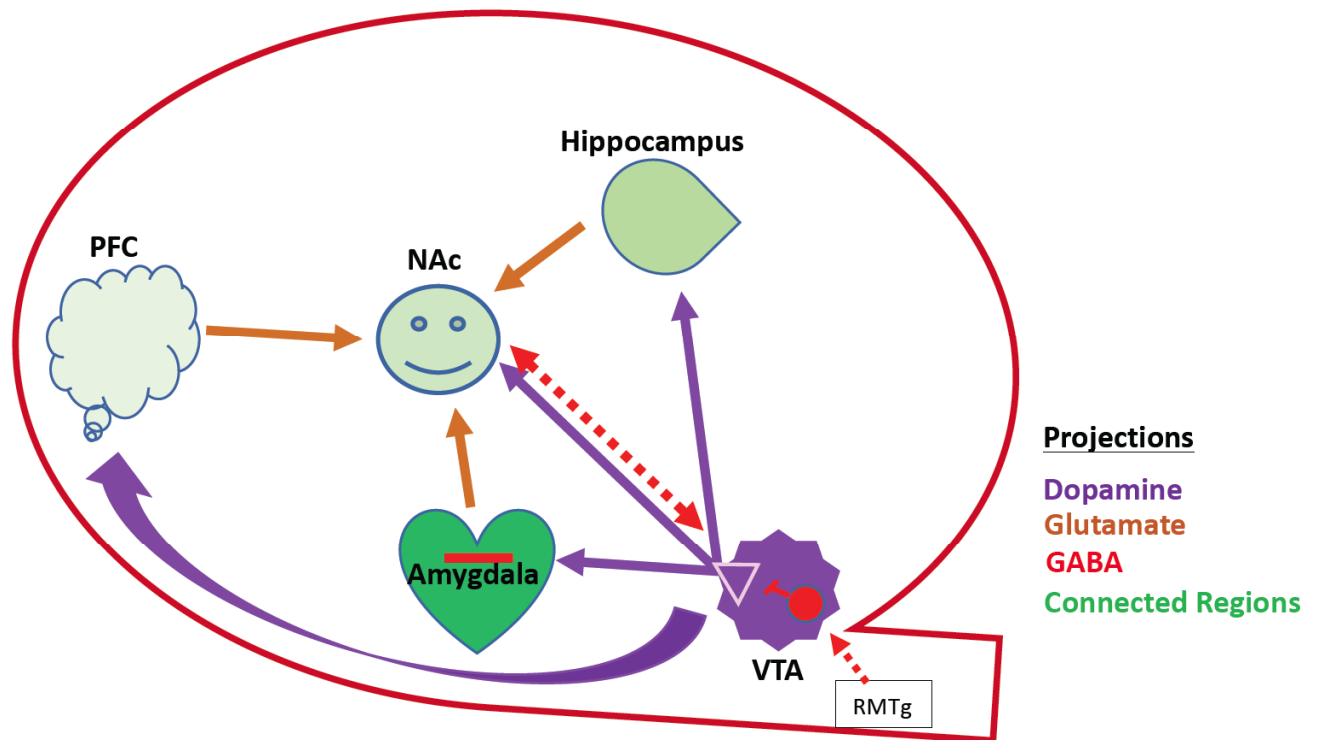 Hippocampus
PFC
NAc
Amygdala
VTA
RMTg
Projections
Dopamine
Glutamate
GABA
Connected Regions